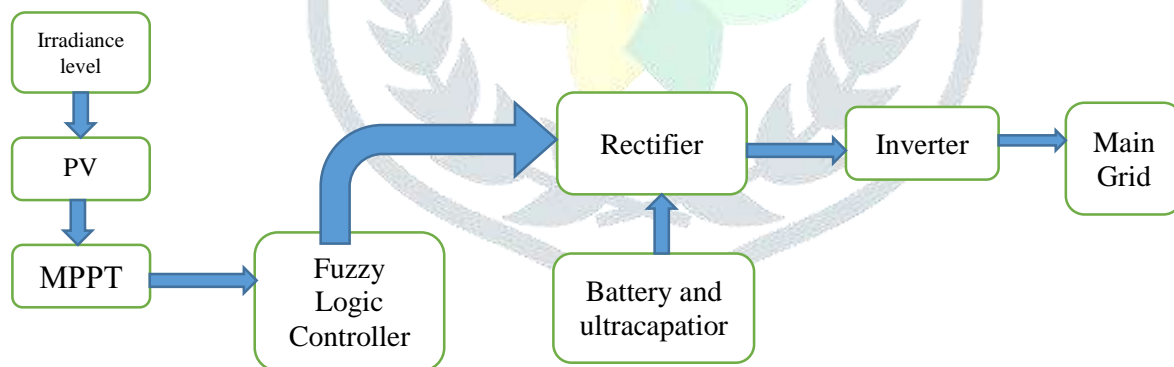 Irradiance
level
PV
MPPT
Fuzzy
Logic
Controller
Rectifier
Battery and
ultracapatior
Inverter
Main
Grid